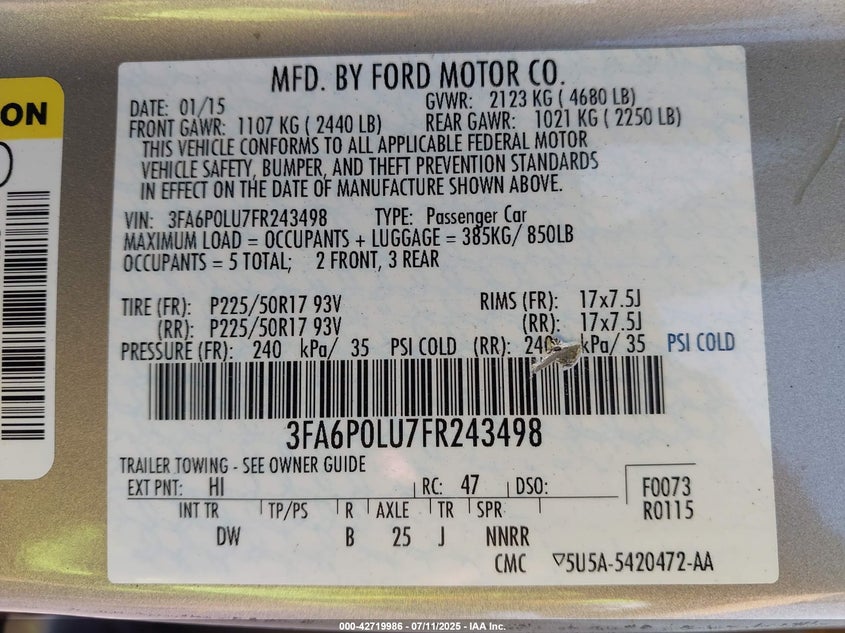 ON
MFD. BY FORD MOTOR CO.
DATE: 01/15 GVWR: 2123 KG ( 4680 LB)
FRONT GAWR: 1107 KG ( 2440 LB) REAR GAWR: 1021 KG ( 2250 LB)
THIS VEHICLE CONFORMS TO ALL APPLICABLE FEDERAL MOTOR
VEHICLE SAFETY, BUMPER, AND THEFT PREVENTION STANDARDS
IN EFFECT ON THE DATE OF MANUFACTURE SHOWN ABOVE.
VIN: 3FA6P0LU7FR243498 TYPE: Passenger Car
MAXIMUM LOAD = OCCUPANTS + LUGGAGE = 385KG/ 850LB
OCCUPANTS = 5 TOTAL; 2 FRONT, 3 REAR
TIRE (FR): P225/50R17 93V RIMS (FR): 17x7.5J
(RR): P225/50R17 93V (RR): 17x7.5J
PRESSURE (FR): 240 kPa/ 35 PSI COLD (RR): 240 kPa/ 35 PSI COLD
3FA6P0LU7FR243498
TRAILER TOWING - SEE OWNER GUIDE
EXT PNT: HI RC: 47 DSO: F0073
INT TR TP/PS R AXLE TR SPR R0115
DW B 25 J NNRR
CMC ▽5U5A-5420472-AA
000-42719986 - 07/11/2025 - IAA Inc.